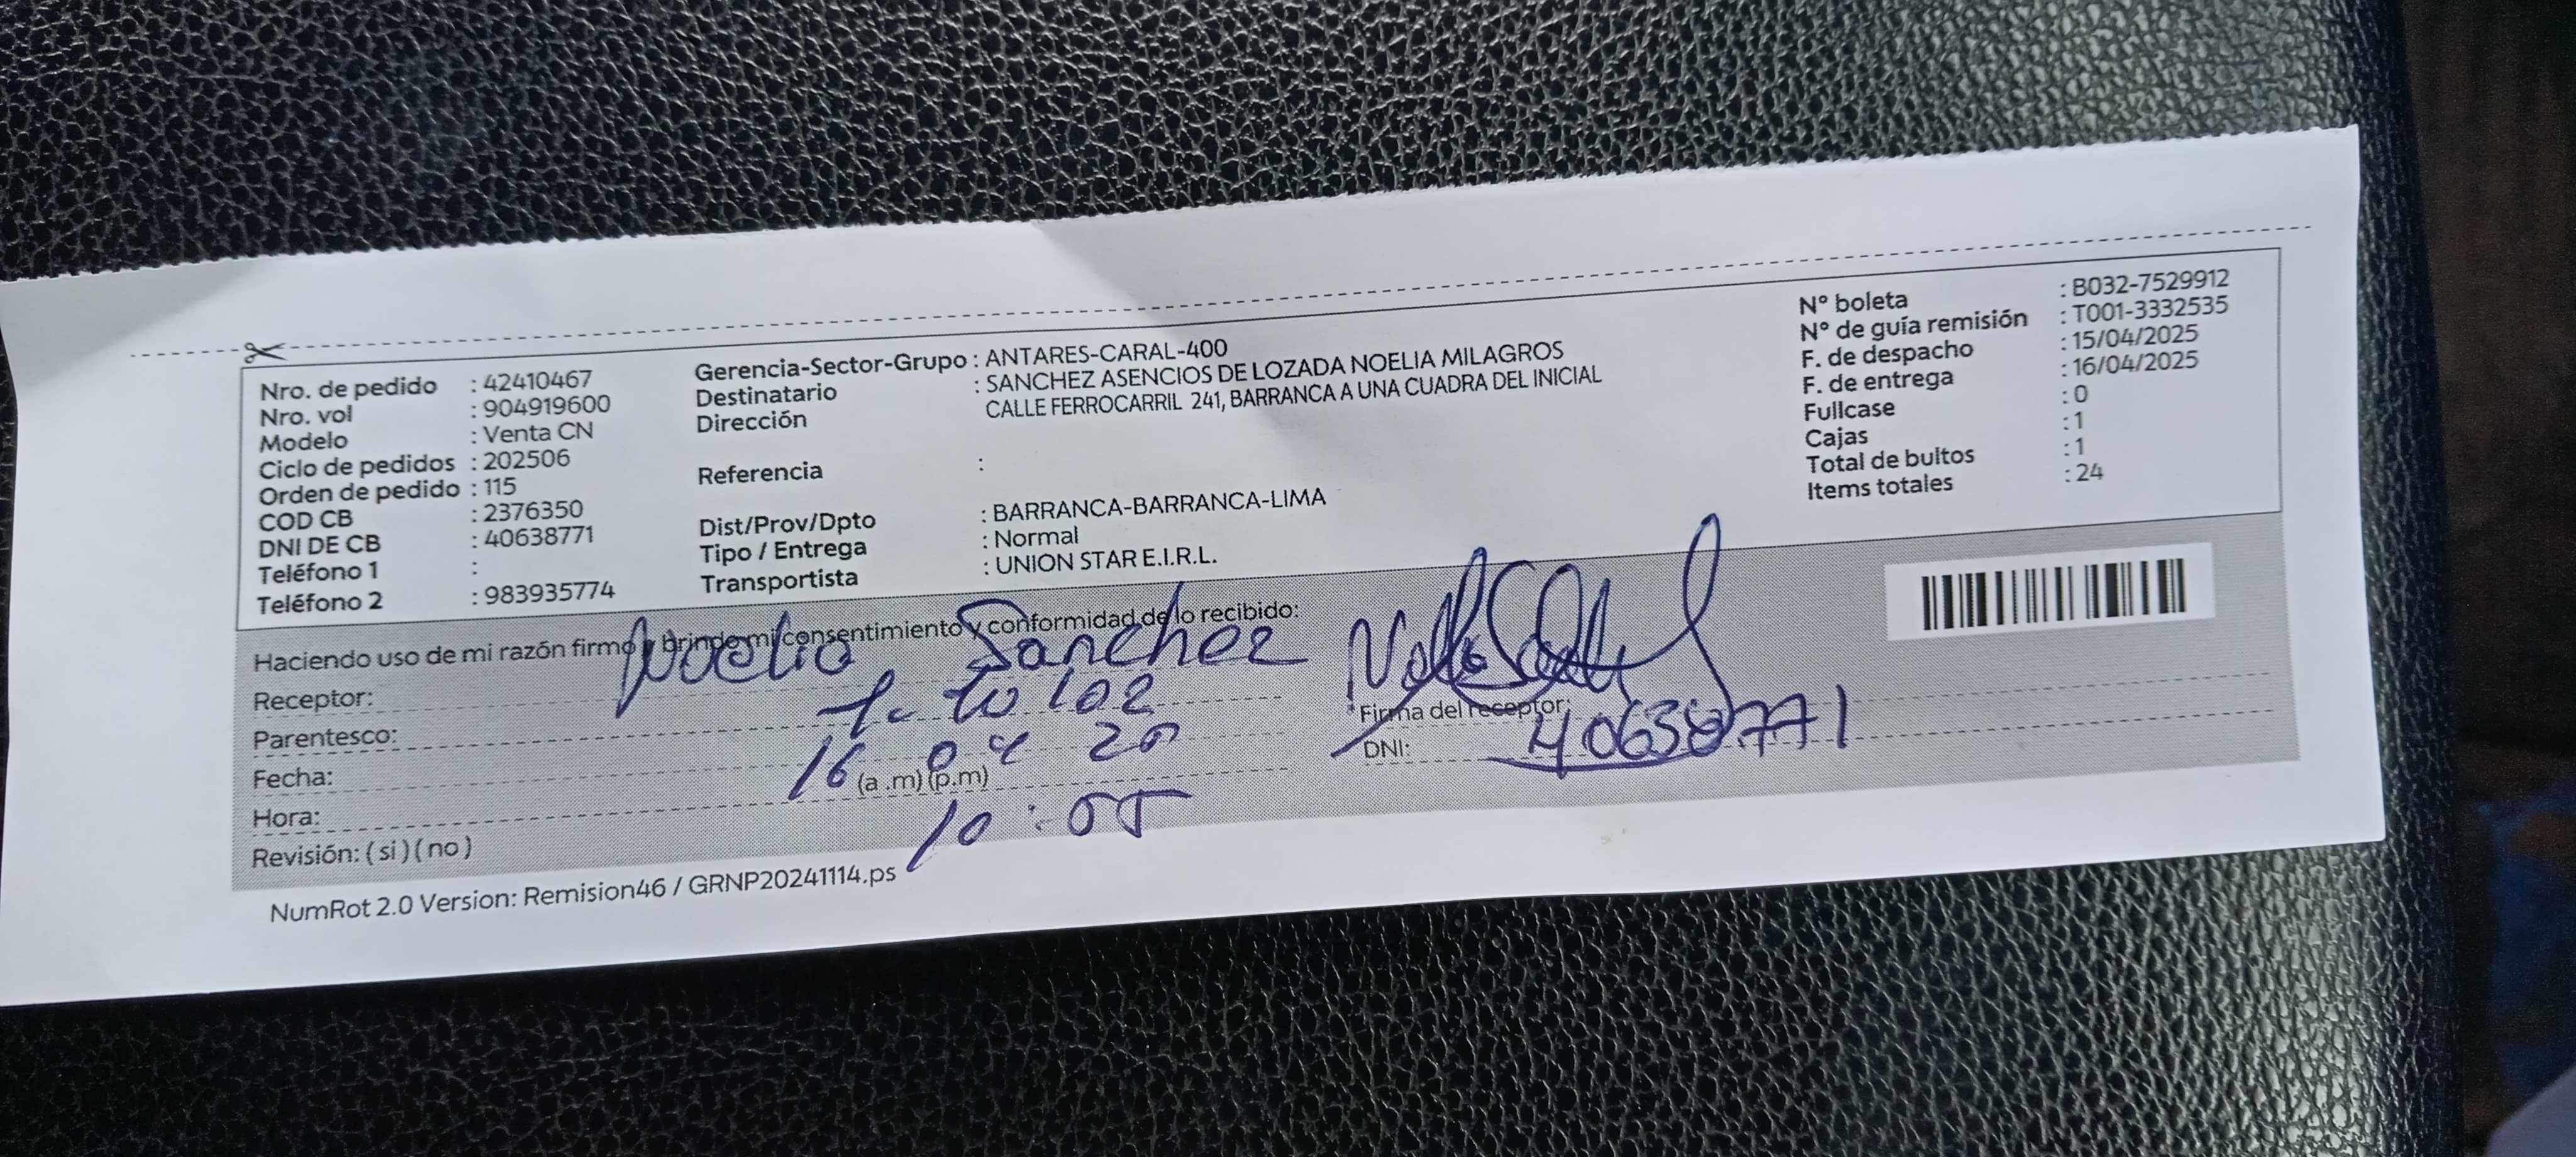 Nro. de pedido : 42410467
Nro. vol : 904919600
Modelo : Venta CN
Ciclo de pedidos : 202506
Orden de pedido : 115
COD CB : 2376350
DNI DE CB : 40638771
Teléfono 1 :
Teléfono 2 : 983935774
Gerencia-Sector-Grupo : ANTARES-CARAL-400
Destinatario : SANCHEZ ASENCIOS DE LOZADA NOELIA MILAGROS
Dirección CALLE FERROCARRIL 241, BARRANCA A UNA CUADRA DEL INICIAL
Referencia :
Dist/Prov/Dpto : BARRANCA-BARRANCA-LIMA
Tipo / Entrega : Normal
Transportista : UNION STAR E.I.R.L.
N° boleta : B032-7529912
N° de guía remisión : T001-3332535
F. de despacho : 15/04/2025
F. de entrega : 16/04/2025
Fullcase : 0
Cajas : 1
Total de bultos : 1
Items totales : 24
Haciendo uso de mi razón firmo y brindo mi consentimiento y conformidad de lo recibido:
Receptor: Noelia Sanchez
Parentesco:
Fecha: 16 04
Hora: (a .m) (p.m)
10:05
Revisión: ( si ) ( no )
Firma del receptor:
DNI: 40638771
NumRot 2.0 Version: Remision46 / GRNP20241114.ps